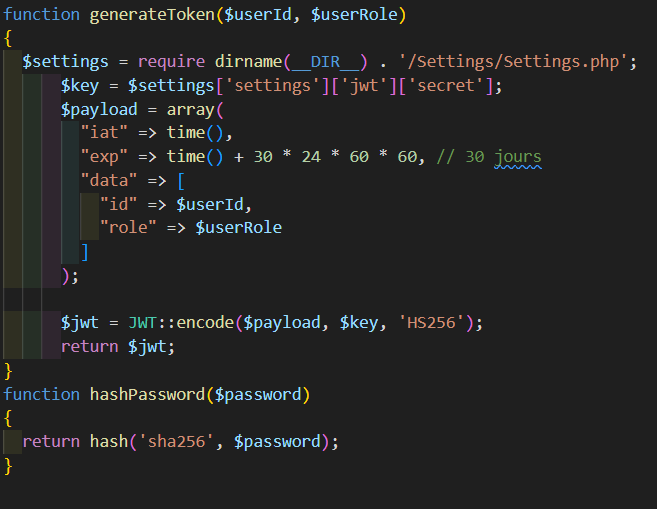 function generateToken($userId, $userRole)
{
  $settings = require dirname(__DIR__) . '/Settings/Settings.php';
      $key = $settings['settings']['jwt']['secret'];
      $payload = array(
        "iat" => time(),
        "exp" => time() + 30 * 24 * 60 * 60, // 30 jours
        "data" => [
          "id" => $userId,
          "role" => $userRole
        ]
      );

      $jwt = JWT::encode($payload, $key, 'HS256');
      return $jwt;
}
function hashPassword($password)
{
  return hash('sha256', $password);
}